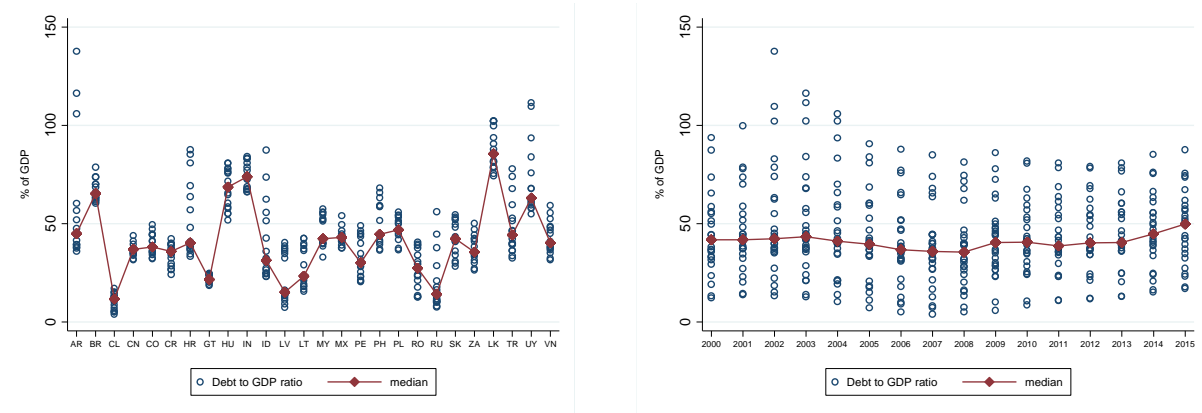 150
100
50
0
% of GDP
AR BR CL CN CO CR HR GT HU IN ID LV LT MY MX PE PH PL RO RU SK ZA LK TR UY VN
Debt to GDP ratio median
150
100
50
0
% of GDP
2000 2001 2002 2003 2004 2005 2006 2007 2008 2009 2010 2011 2012 2013 2014 2015
Debt to GDP ratio median